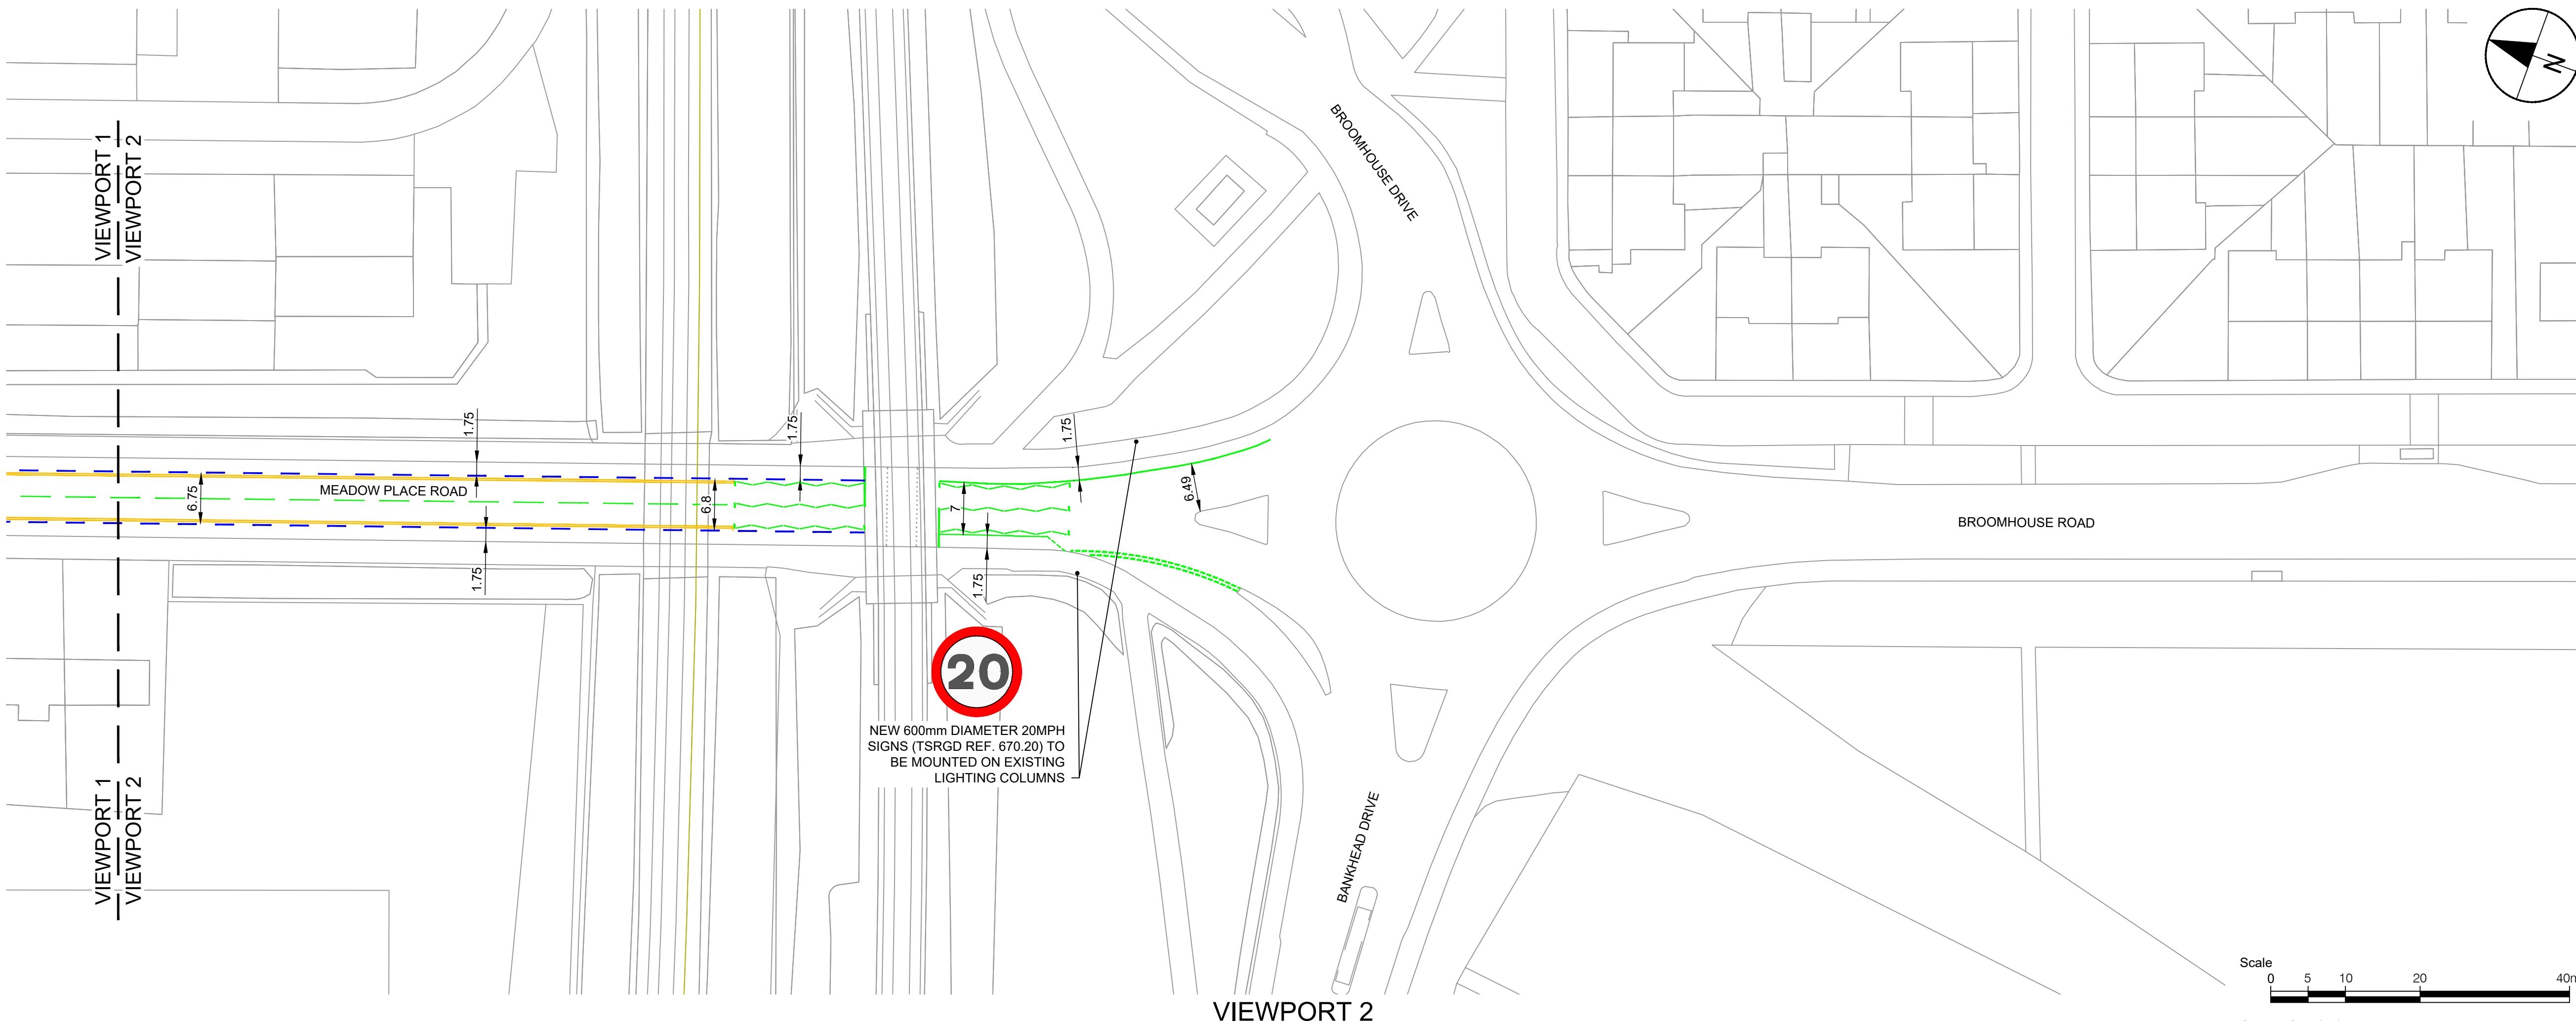 N
VIEWPORT 1
VIEWPORT 2
BROOMHOUSE DRIVE
1.75
1.75
1.75
6.75
MEADOW PLACE ROAD
6.8
7
6.49
BROOMHOUSE ROAD
1.75
1.75
20
NEW 600mm DIAMETER 20MPH
SIGNS (TSRGD REF. 670.20) TO
BE MOUNTED ON EXISTING
LIGHTING COLUMNS
VIEWPORT 1
VIEWPORT 2
BANKHEAD DRIVE
Scale
0 5 10 20 40m
VIEWPORT 2